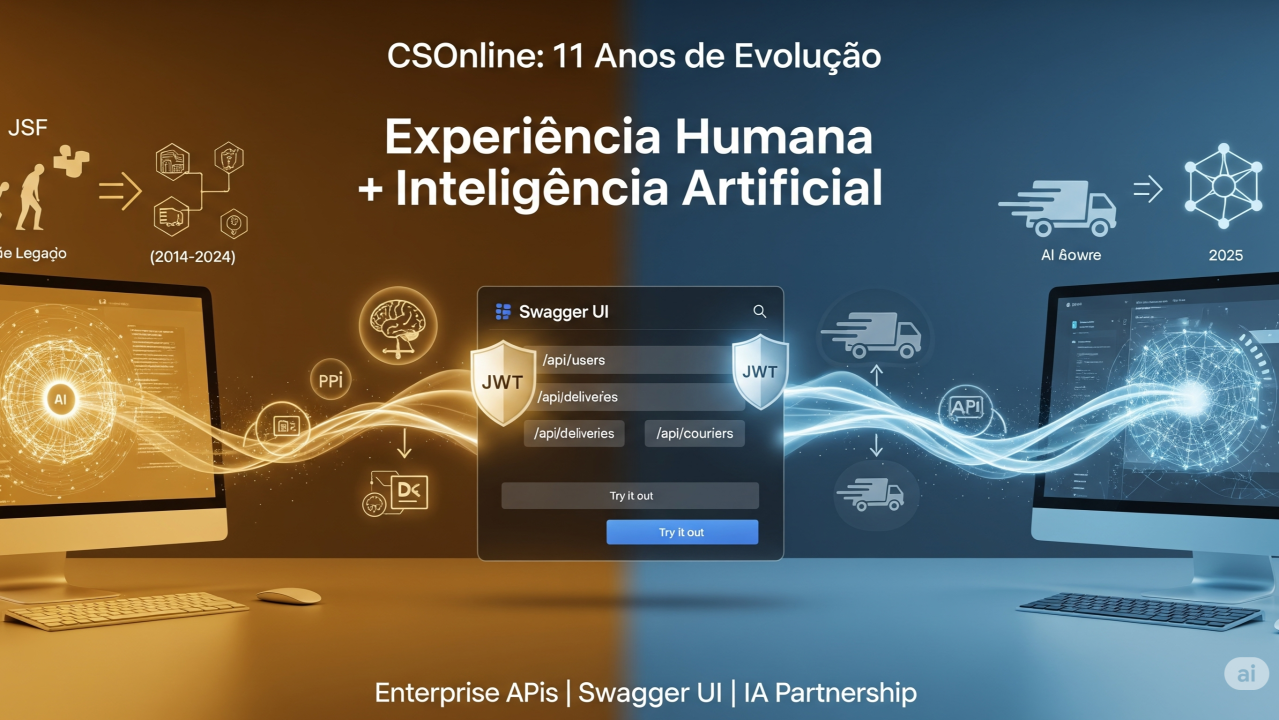 CSOnline: 11 Anos de Evolução
Experiência Humana
+ Inteligência Artificial
JSF
(2014-2024)
2025
AI
PPi
Swagger UI
/api/users
/api/deliveries
/api/deliveries
/api/couriers
Try it out
Try it out
JWT
JWT
API
Enterprise APis | Swagger UI | IA Partnership
ai